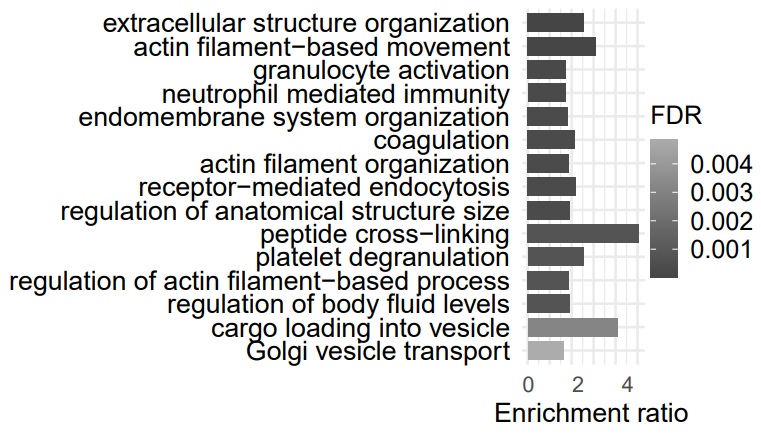 extracellular structure organization
actin filament−based movement
granulocyte activation
neutrophil mediated immunity
endomembrane system organization
coagulation
actin filament organization
receptor−mediated endocytosis
regulation of anatomical structure size
peptide cross−linking
platelet degranulation
regulation of actin filament−based process
regulation of body fluid levels
cargo loading into vesicle
Golgi vesicle transport
0 2 4
Enrichment ratio
FDR
0.004
0.003
0.002
0.001